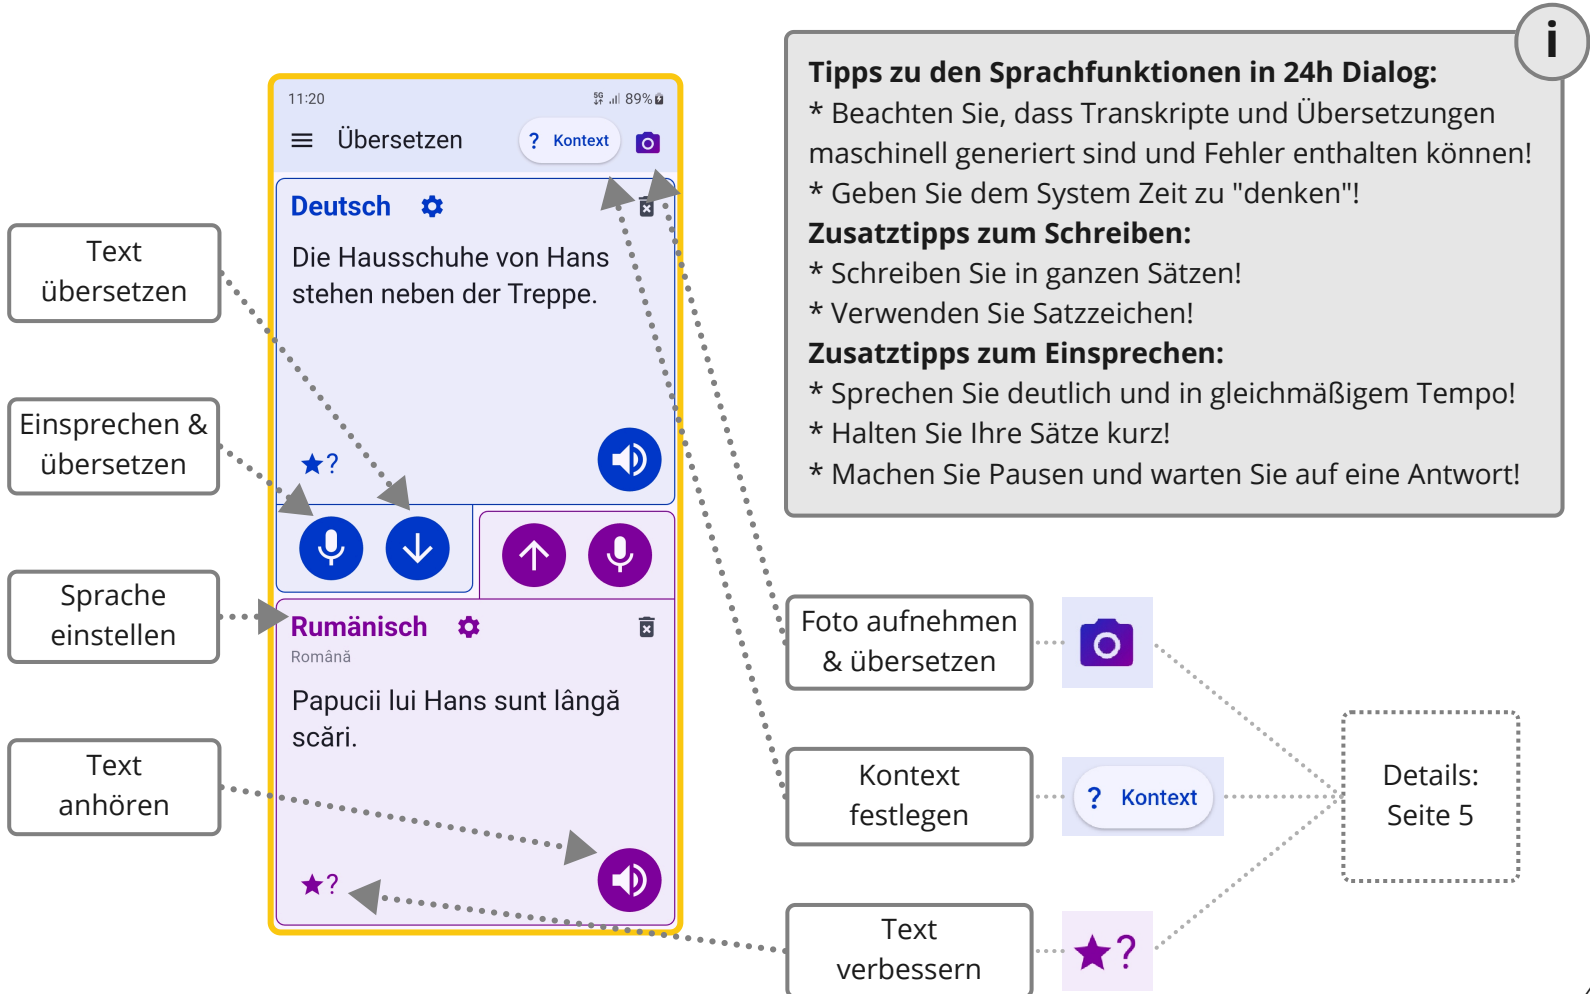 i
Tipps zu den Sprachfunktionen in 24h Dialog:
* Beachten Sie, dass Transkripte und Übersetzungen
maschinell generiert sind und Fehler enthalten können!
* Geben Sie dem System Zeit zu "denken"!
Zusatztipps zum Schreiben:
* Schreiben Sie in ganzen Sätzen!
* Verwenden Sie Satzzeichen!
Zusatztipps zum Einsprechen:
* Sprechen Sie deutlich und in gleichmäßigem Tempo!
* Halten Sie Ihre Sätze kurz!
* Machen Sie Pausen und warten Sie auf eine Antwort!
11:20
5G 89%
Übersetzen
? Kontext
Deutsch
Die Hausschuhe von Hans
stehen neben der Treppe.
?
Rumänisch
Română
Papucii lui Hans sunt lângă
scări.
?
Text
übersetzen
Einsprechen &
übersetzen
Sprache
einstellen
Text
anhören
Foto aufnehmen
& übersetzen
Kontext
festlegen
? Kontext
Text
verbessern
?
Details:
Seite 5